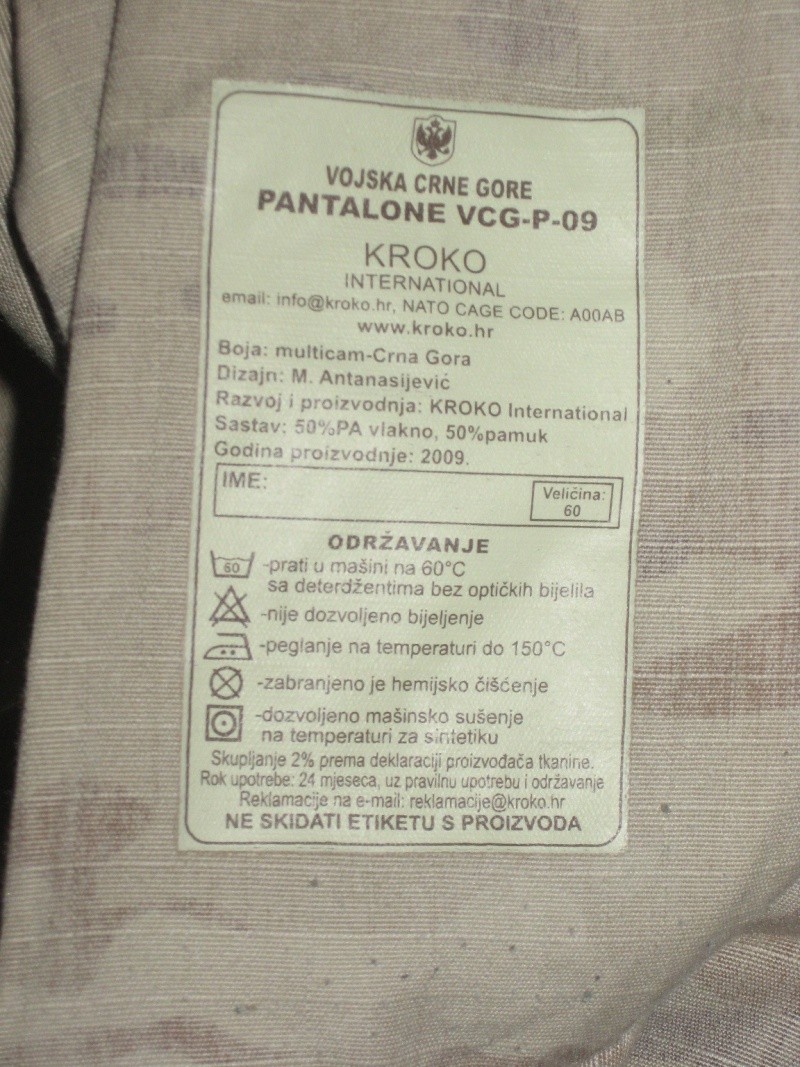 VOJSKA CRNE GORE
PANTALONE VCG-P-09
KROKO
INTERNATIONAL
email: info@kroko.hr, NATO CAGE CODE: A00AB
www.kroko.hr
Boja: multicam-Crna Gora
Dizajn: M. Antanasijević
Razvoj i proizvodnja: KROKO International
Sastav: 50%PA vlakno, 50%pamuk
Godina proizvodnje: 2009.
IME:
Veličina:
60
ODRŽAVANJE
60 -prati u mašini na 60°C
sa deterdžentima bez optičkih bijelila
-nije dozvoljeno bijeljenje
-peglanje na temperaturi do 150°C
-zabranjeno je hemijsko čišćenje
-dozvoljeno mašinsko sušenje
na temperaturi za sintetiku
Skupljanje 2% prema deklaraciji proizvođača tkanine.
Rok upotrebe: 24 mjeseca, uz pravilnu upotrebu i održavanje
Reklamacije na e-mail: reklamacije@kroko.hr
NE SKIDATI ETIKETU S PROIZVODA